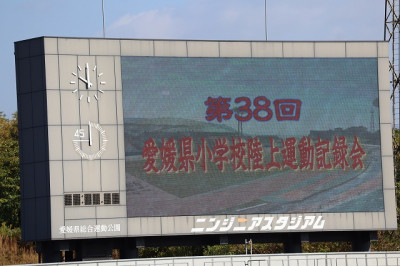 第38回
愛媛県小学校陸上運動記録会
45
愛媛県総合運動公園
ニンジニアスタジアム